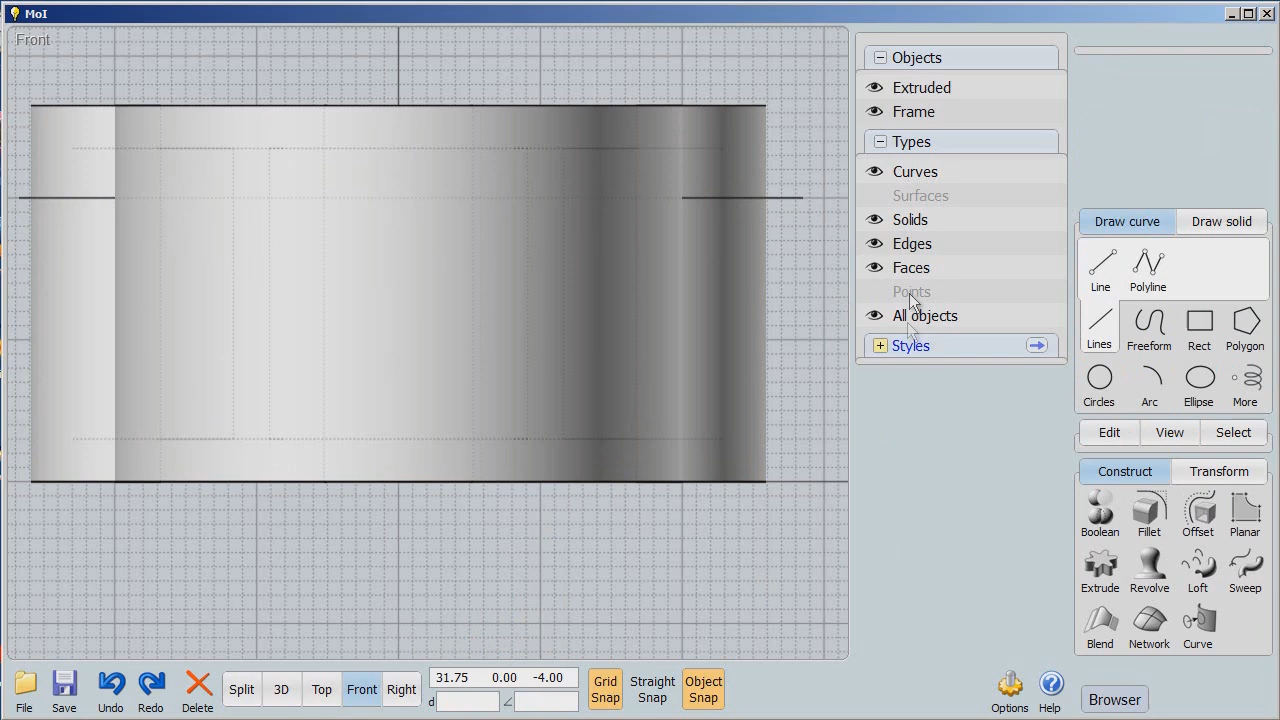 MoI
Front
Objects
Extruded
Frame
Types
Curves
Surfaces
Solids
Edges
Faces
Points
All objects
Styles
Draw curve Draw solid
Line Polyline
Lines Freeform Rect Polygon
Circles Arc Ellipse More
Edit View Select
Construct Transform
Boolean Fillet Offset Planar
Extrude Revolve Loft Sweep
Blend Network Curve
File Save Undo Redo Delete
Split 3D Top Front Right
31.75 0.00 -4.00
d
Grid Snap
Straight Snap
Object Snap
Options Help
Browser